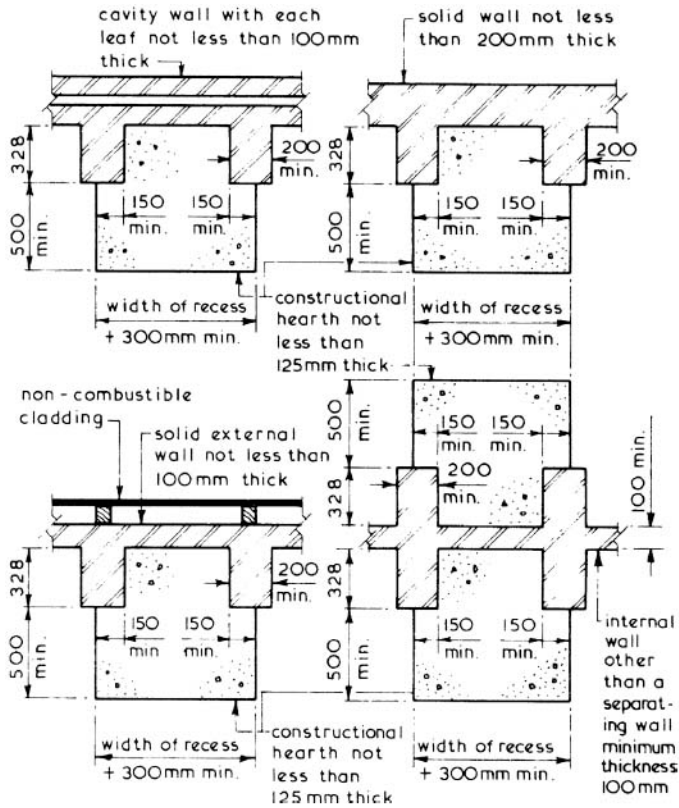 cavity wall with each
leaf not less than 100mm
thick
solid wall not less
than 200mm thick
328
200
min.
150 150
min. min.
500
min
width of recess
+ 300mm min.
328
200
min.
150 150
min. min.
500
min
width of recess
+ 300mm min.
constructional
hearth not
less than
125mm thick
non-combustible
cladding
solid external
wall not less than
100mm thick
328
200
min.
150 150
min. min.
500
min
width of recess
+ 300mm min.
constructional
hearth not
less than
125mm thick
500
min.
150 150
min. min.
200
min.
328
100 min.
328
150 150
min. min.
500
min.
width of recess
+ 300mm min.
internal
wall
other
than a
separat-
ing wall
minimum
thickness
100mm